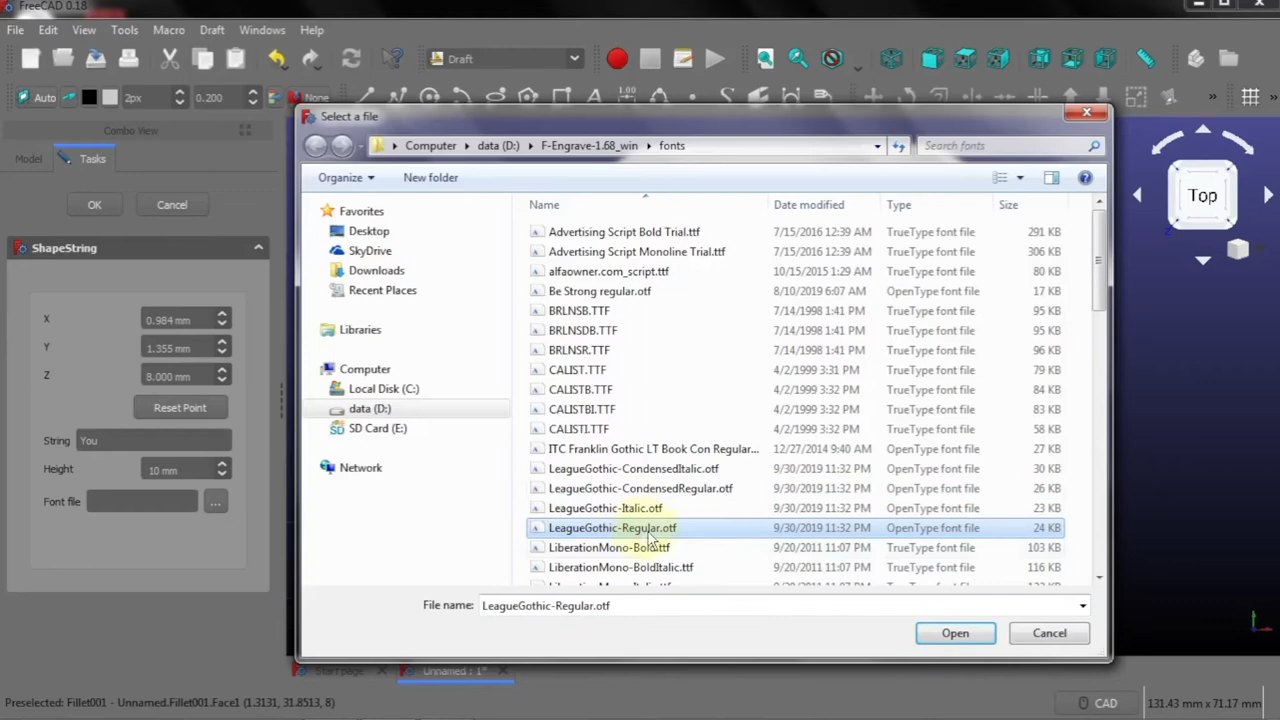 FreeCAD 0.18
File Edit View Tools Macro Draft Windows Help
Draft
Auto 2px 0.200 None 1.00 » »
Combo View
Model Tasks
OK Cancel
ShapeString
X 0.984 mm
Y 1.355 mm
Z 8.000 mm
Reset Point
String You
Height 10 mm
Font file ...
Select a file
Computer data (D:) F-Engrave-1.68_win fonts Search fonts
Organize New folder
Favorites
Desktop
SkyDrive
Downloads
Recent Places
Libraries
Computer
Local Disk (C:)
data (D:)
SD Card (E:)
Network
Name Date modified Type Size
Advertising Script Bold Trial.ttf 7/15/2016 12:39 AM TrueType font file 291 KB
Advertising Script Monoline Trial.ttf 7/15/2016 12:39 AM TrueType font file 306 KB
alfaowner.com_script.ttf 10/15/2015 1:29 AM TrueType font file 80 KB
Be Strong regular.otf 8/10/2019 6:07 AM OpenType font file 17 KB
BRLNSB.TTF 7/14/1998 1:41 PM TrueType font file 95 KB
BRLNSDB.TTF 7/14/1998 1:41 PM TrueType font file 95 KB
BRLNSR.TTF 7/14/1998 1:41 PM TrueType font file 96 KB
CALIST.TTF 4/2/1999 3:31 PM TrueType font file 79 KB
CALISTB.TTF 4/2/1999 3:32 PM TrueType font file 84 KB
CALISTBI.TTF 4/2/1999 3:32 PM TrueType font file 83 KB
CALISTI.TTF 4/2/1999 3:32 PM TrueType font file 58 KB
ITC Franklin Gothic LT Book Con Regular... 12/27/2014 9:40 AM OpenType font file 27 KB
LeagueGothic-CondensedItalic.otf 9/30/2019 11:32 PM OpenType font file 30 KB
LeagueGothic-CondensedRegular.otf 9/30/2019 11:32 PM OpenType font file 26 KB
LeagueGothic-Italic.otf 9/30/2019 11:32 PM OpenType font file 23 KB
LeagueGothic-Regular.otf 9/30/2019 11:32 PM OpenType font file 24 KB
LiberationMono-Bold.ttf 9/20/2011 11:07 PM TrueType font file 103 KB
LiberationMono-BoldItalic.ttf 9/20/2011 11:07 PM TrueType font file 116 KB
File name: LeagueGothic-Regular.otf
Open Cancel
Top
Start page Unnamed : 1*
Preselected: Fillet001 - Unnamed.Fillet001.Face1 (1.3131, 31.8513, 8) CAD 131.43 mm x 71.17 mm